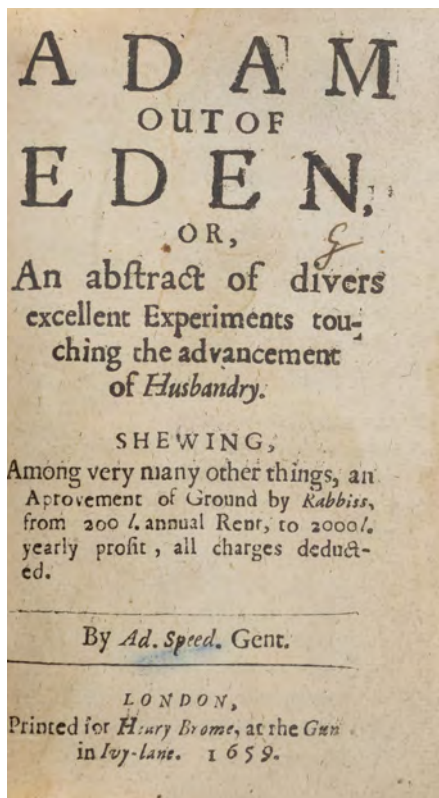 ADAM
OUT OF
EDEN,
OR,
An abſtract of divers
excellent Experiments tou-
ching the advancement
of Husbandry.
SHEWING,
Among very many other things, an
Aprovement of Ground by Rabbiss,
from 200 l. annual Rent, to 2000 l.
yearly profit, all charges deduct-
ed.
By Ad. Speed. Gent.
LONDON,
Printed for Henry Brome, at the Gun
in Ivy-lane. 1659.